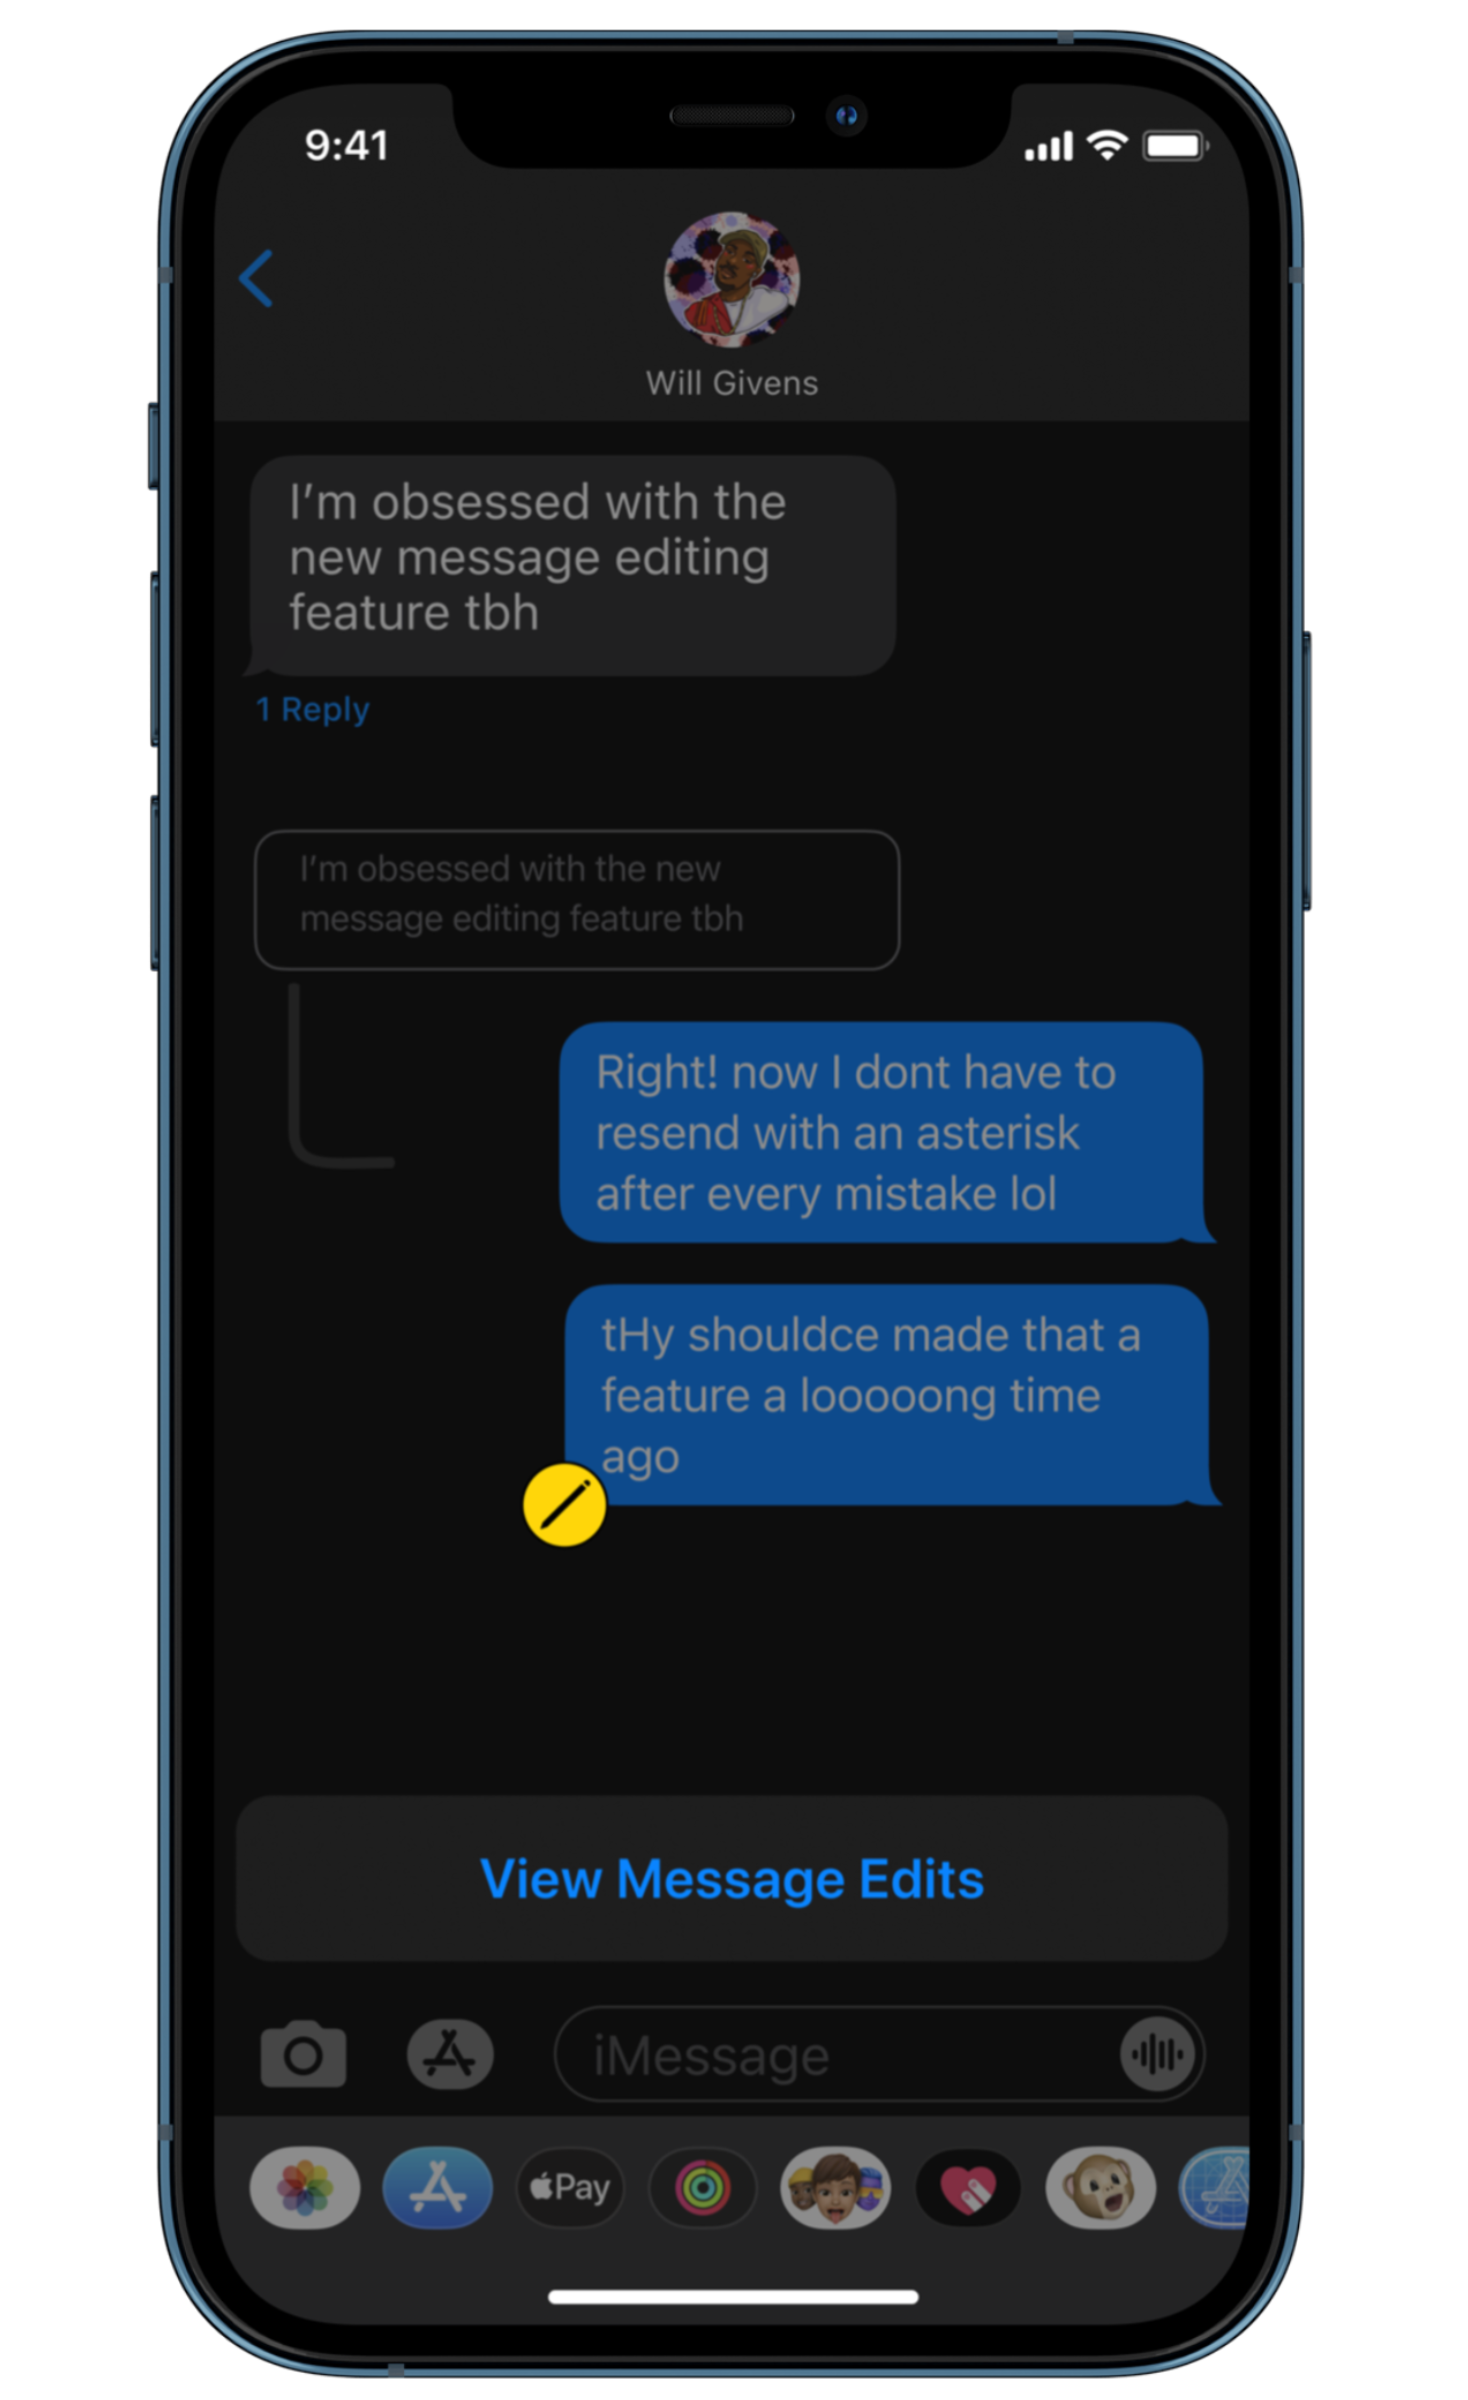 9:41
Will Givens
I’m obsessed with the
new message editing
feature tbh
1 Reply
I’m obsessed with the new
message editing feature tbh
Right! now I dont have to
resend with an asterisk
after every mistake lol
tHy shouldce made that a
feature a looooong time
ago
View Message Edits
iMessage
Pay